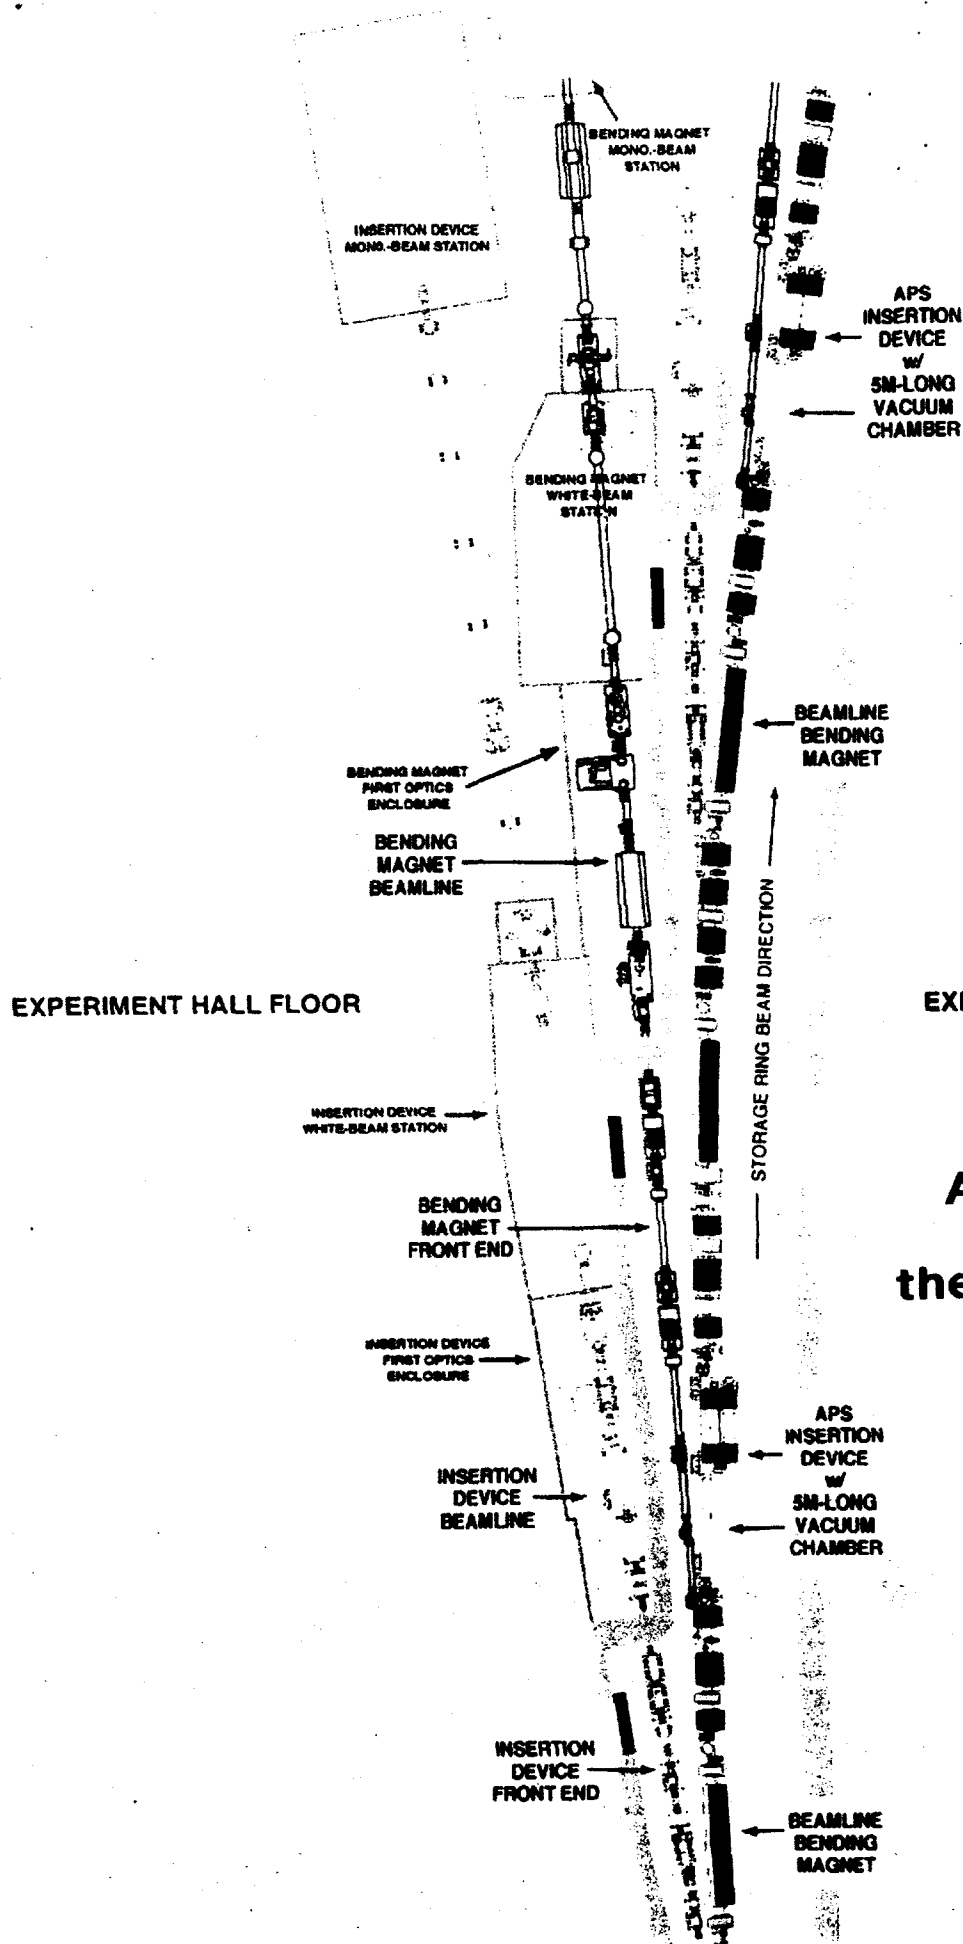 BENDING MAGNET
MONO.-BEAM
STATION
INSERTION DEVICE
MONO.-BEAM STATION
APS
INSERTION
DEVICE
w/
5M-LONG
VACUUM
CHAMBER
BENDING MAGNET
WHITE-BEAM
STATION
BEAMLINE
BENDING
MAGNET
BENDING MAGNET
FIRST OPTICS
ENCLOSURE
BENDING
MAGNET
BEAMLINE
STORAGE RING BEAM DIRECTION
EXPERIMENT HALL FLOOR
EXI
INSERTION DEVICE
WHITE-BEAM STATION
A
BENDING
MAGNET
FRONT END
the
INSERTION DEVICE
FIRST OPTICS
ENCLOSURE
APS
INSERTION
DEVICE
w/
5M-LONG
VACUUM
CHAMBER
INSERTION
DEVICE
BEAMLINE
INSERTION
DEVICE
FRONT END
BEAMLINE
BENDING
MAGNET